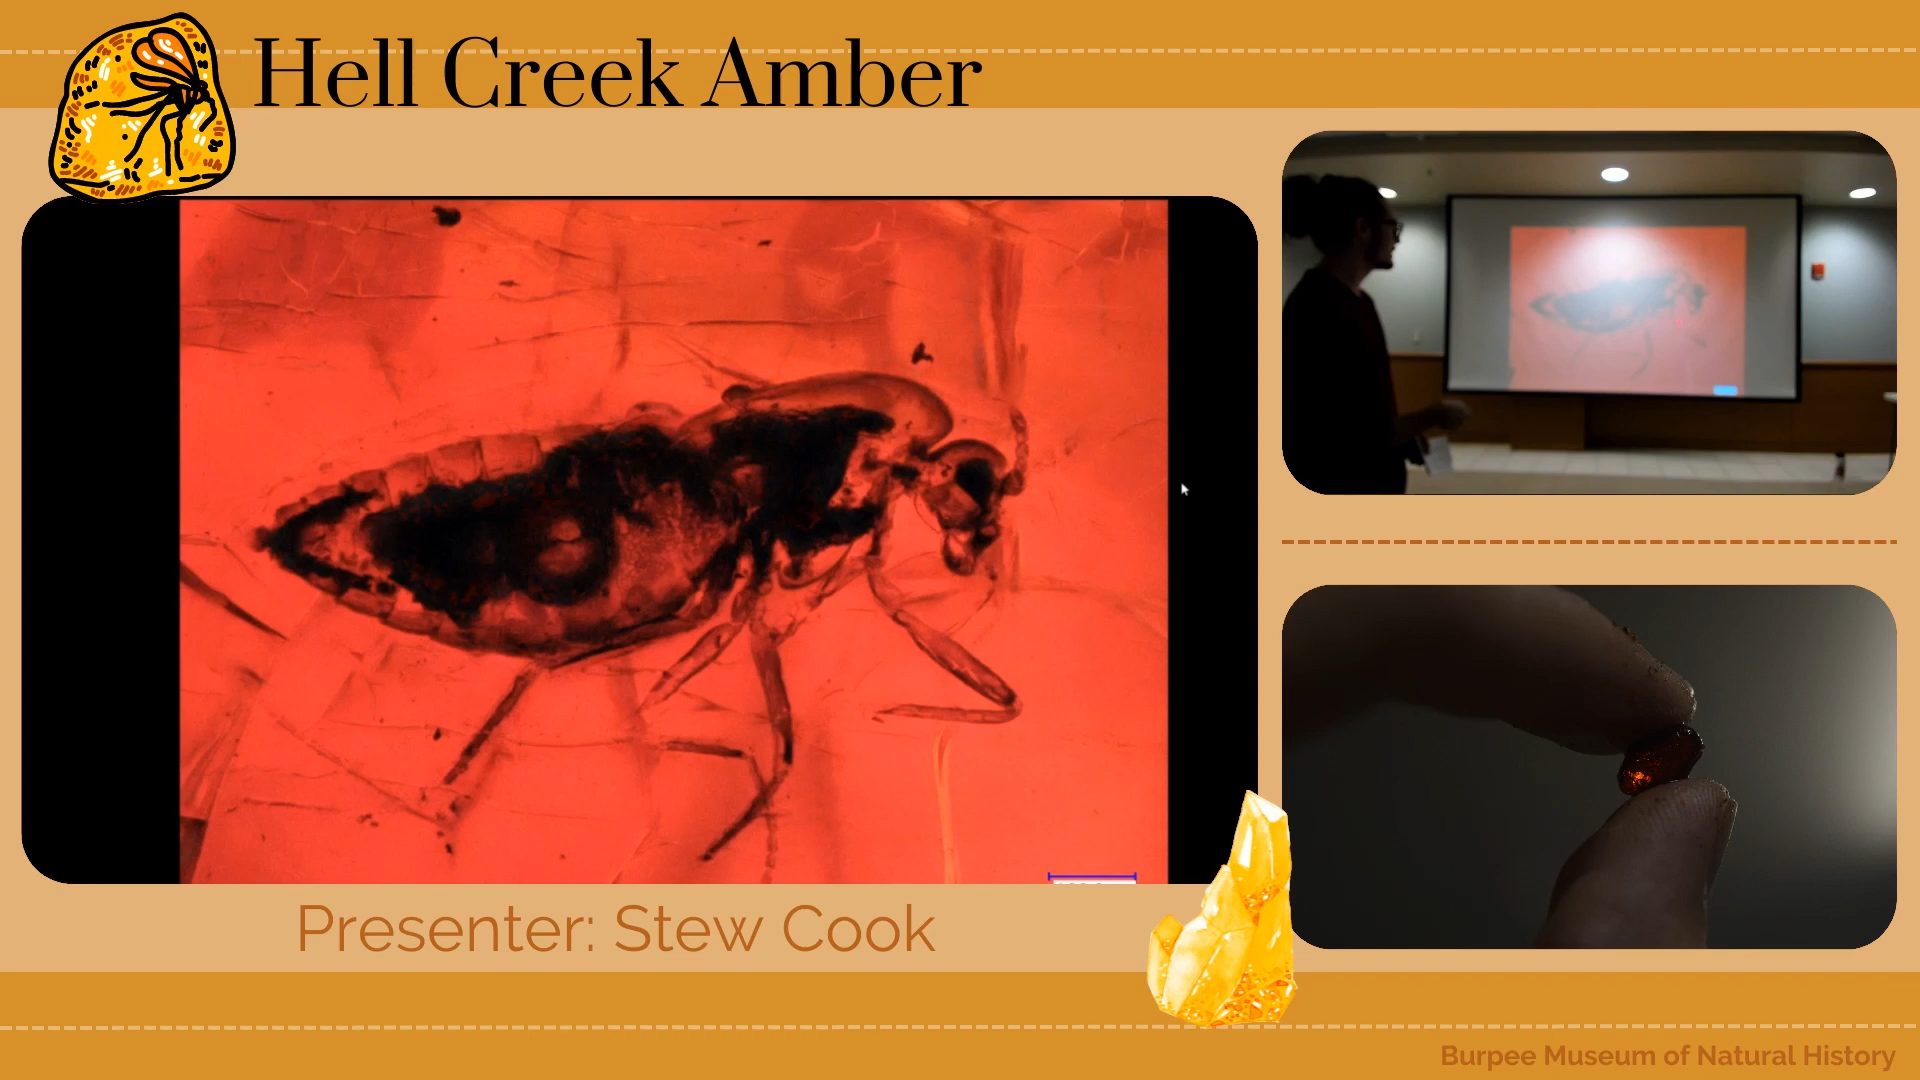 Hell Creek Amber
Presenter: Stew Cook
Burpee Museum of Natural History